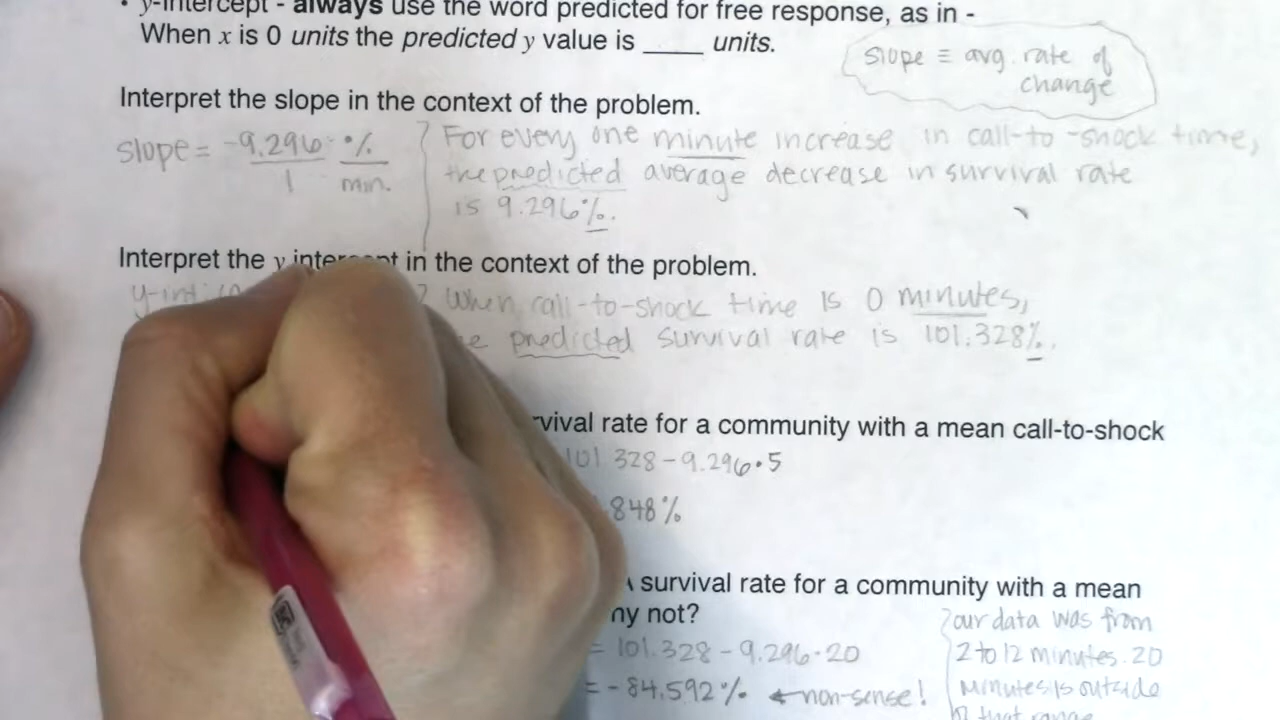 • y-intercept - always use the word predicted for free response, as in -
When x is 0 units the predicted y value is ____ units.
slope ≡ avg. rate of
change
Interpret the slope in the context of the problem.
slope = -9.296 %
1 min.
For every one minute increase in call-to-shock time,
the predicted average decrease in survival rate
is 9.296%.
Interpret the y intercept in the context of the problem.
y-int
When call-to-shock time is 0 minutes,
predicted survival rate is 101.328%.
survival rate for a community with a mean call-to-shock
101.328 - 9.296•5
.848%
survival rate for a community with a mean
not?
= 101.328 - 9.296•20
= -84.592% ← non-sense!
our data was from
2 to 12 minutes. 20
minutes is outside
that range